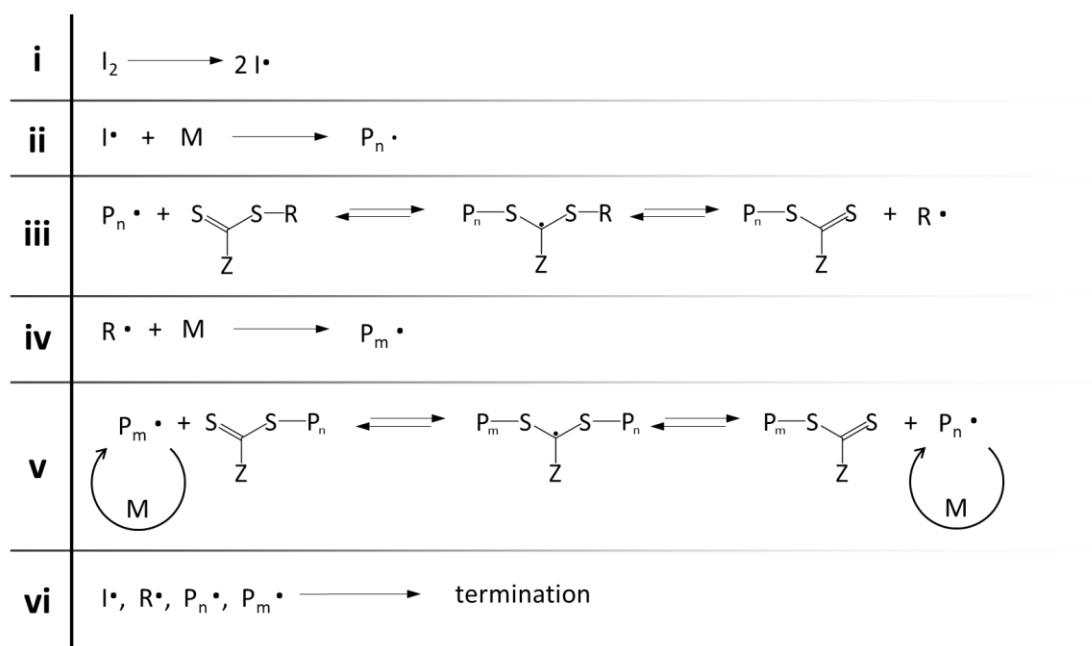 i
I₂ 2 I•
ii
I• + M Pₙ •
iii
Pₙ • + S S R Pₙ S • S R Pₙ S S + R •
Z Z Z
iv
R • + M Pₘ •
v
Pₘ • + S S Pₙ Pₘ S • S Pₙ Pₘ S S + Pₙ •
Z Z Z
M M
vi
I•, R•, Pₙ•, Pₘ• termination